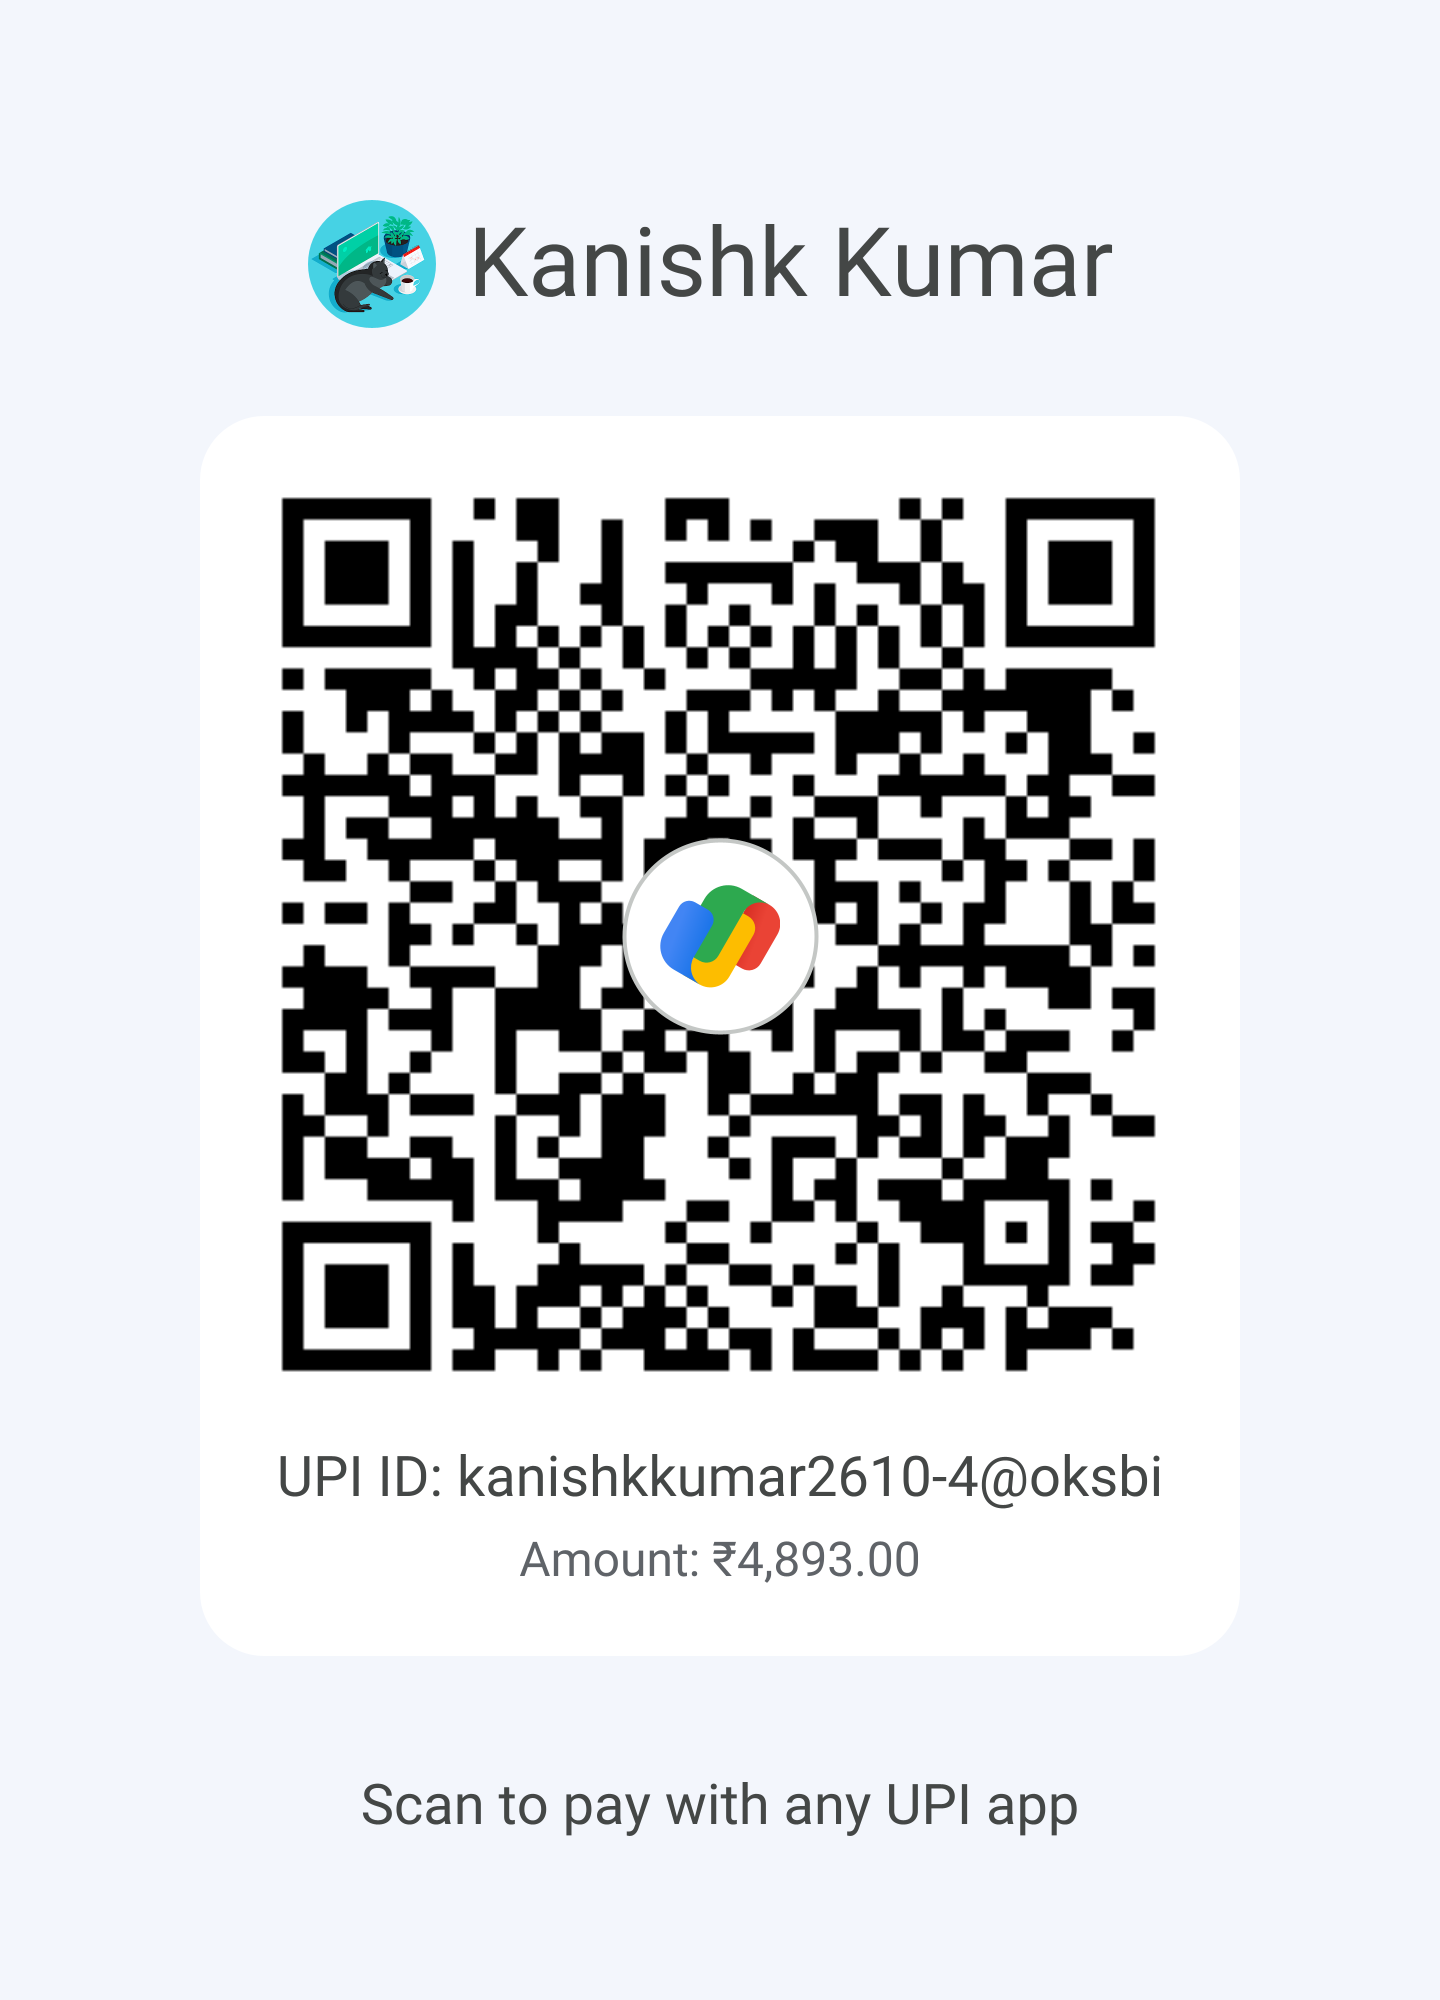 Kanishk Kumar
UPI ID: kanishkkumar2610-4@oksbi
Amount: ₹4,893.00
Scan to pay with any UPI app